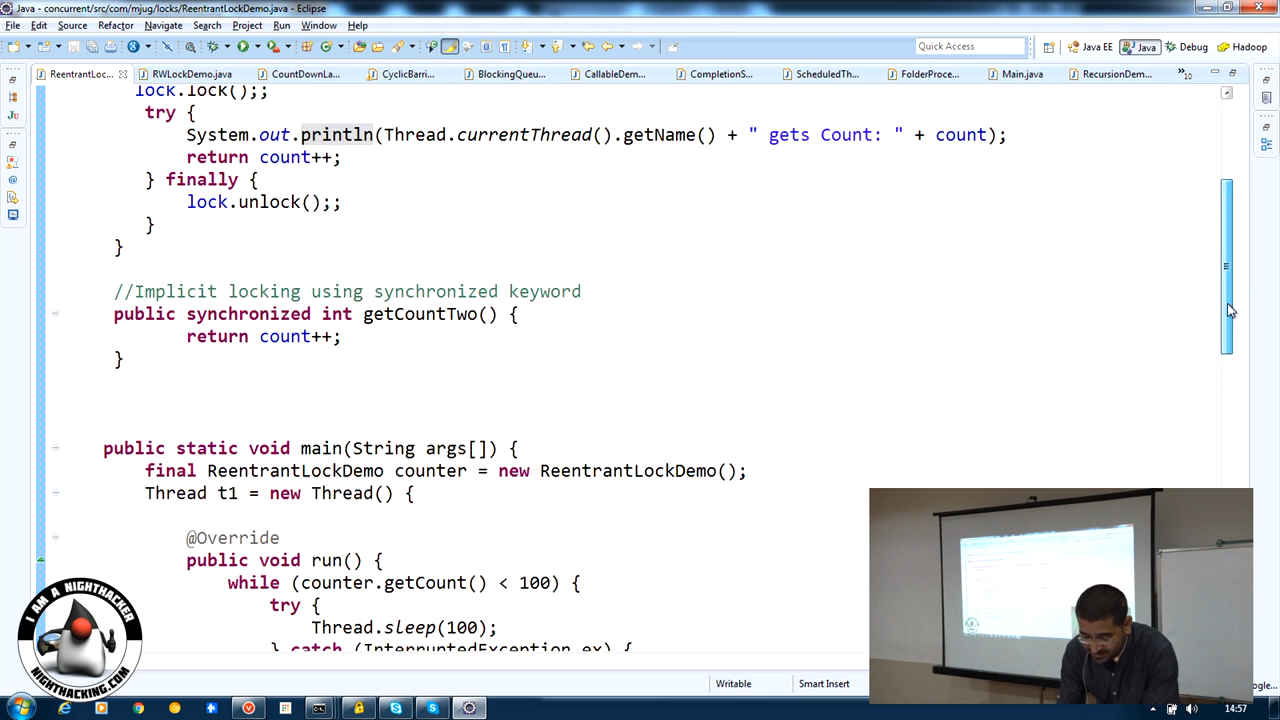 Java - concurrent/src/com/mjug/locks/ReentrantLockDemo.java - Eclipse
File Edit Source Refactor Navigate Search Project Run Window Help
Quick Access Java EE Java Debug Hadoop
ReentrantLoc... RWLockDemo.java CountDownLa... CyclicBarri... BlockingQueu... CallableDem... CompletionS... ScheduledTh... FolderProce... Main.java RecursionDem... 10
lock.lock();;
try {
System.out.println(Thread.currentThread().getName() + " gets Count: " + count);
return count++;
} finally {
lock.unlock();;
}
}
//Implicit locking using synchronized keyword
public synchronized int getCountTwo() {
return count++;
}
public static void main(String args[]) {
final ReentrantLockDemo counter = new ReentrantLockDemo();
Thread t1 = new Thread() {
@Override
public void run() {
while (counter.getCount() < 100) {
try {
Thread.sleep(100);
} catch (InterruptedException ex) {
Writable Smart Insert
I AM A NIGHTHACKER
NIGHTHACKING.COM
14:57